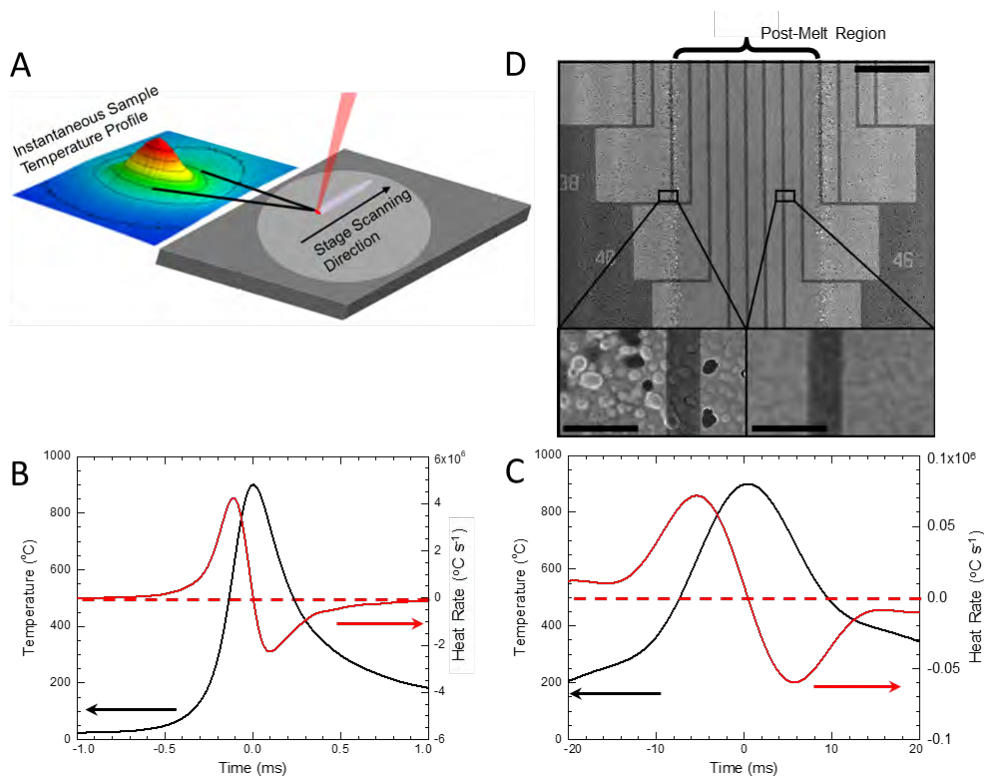 A
Instantaneous Sample
Temperature Profile
Stage Scanning
Direction
D
Post-Melt Region
38
40
46
B
Temperature (°C)
1000
800
600
400
200
0
-1.0
-0.5
0.0
0.5
1.0
Time (ms)
6x10⁶
4
2
0
-2
-4
-6
Heat Rate (°C s⁻¹)
C
Temperature (°C)
1000
800
600
400
200
0
-20
-10
0
10
20
Time (ms)
0.1x10⁶
0.05
0.0
-0.05
-0.1
Heat Rate (°C s⁻¹)